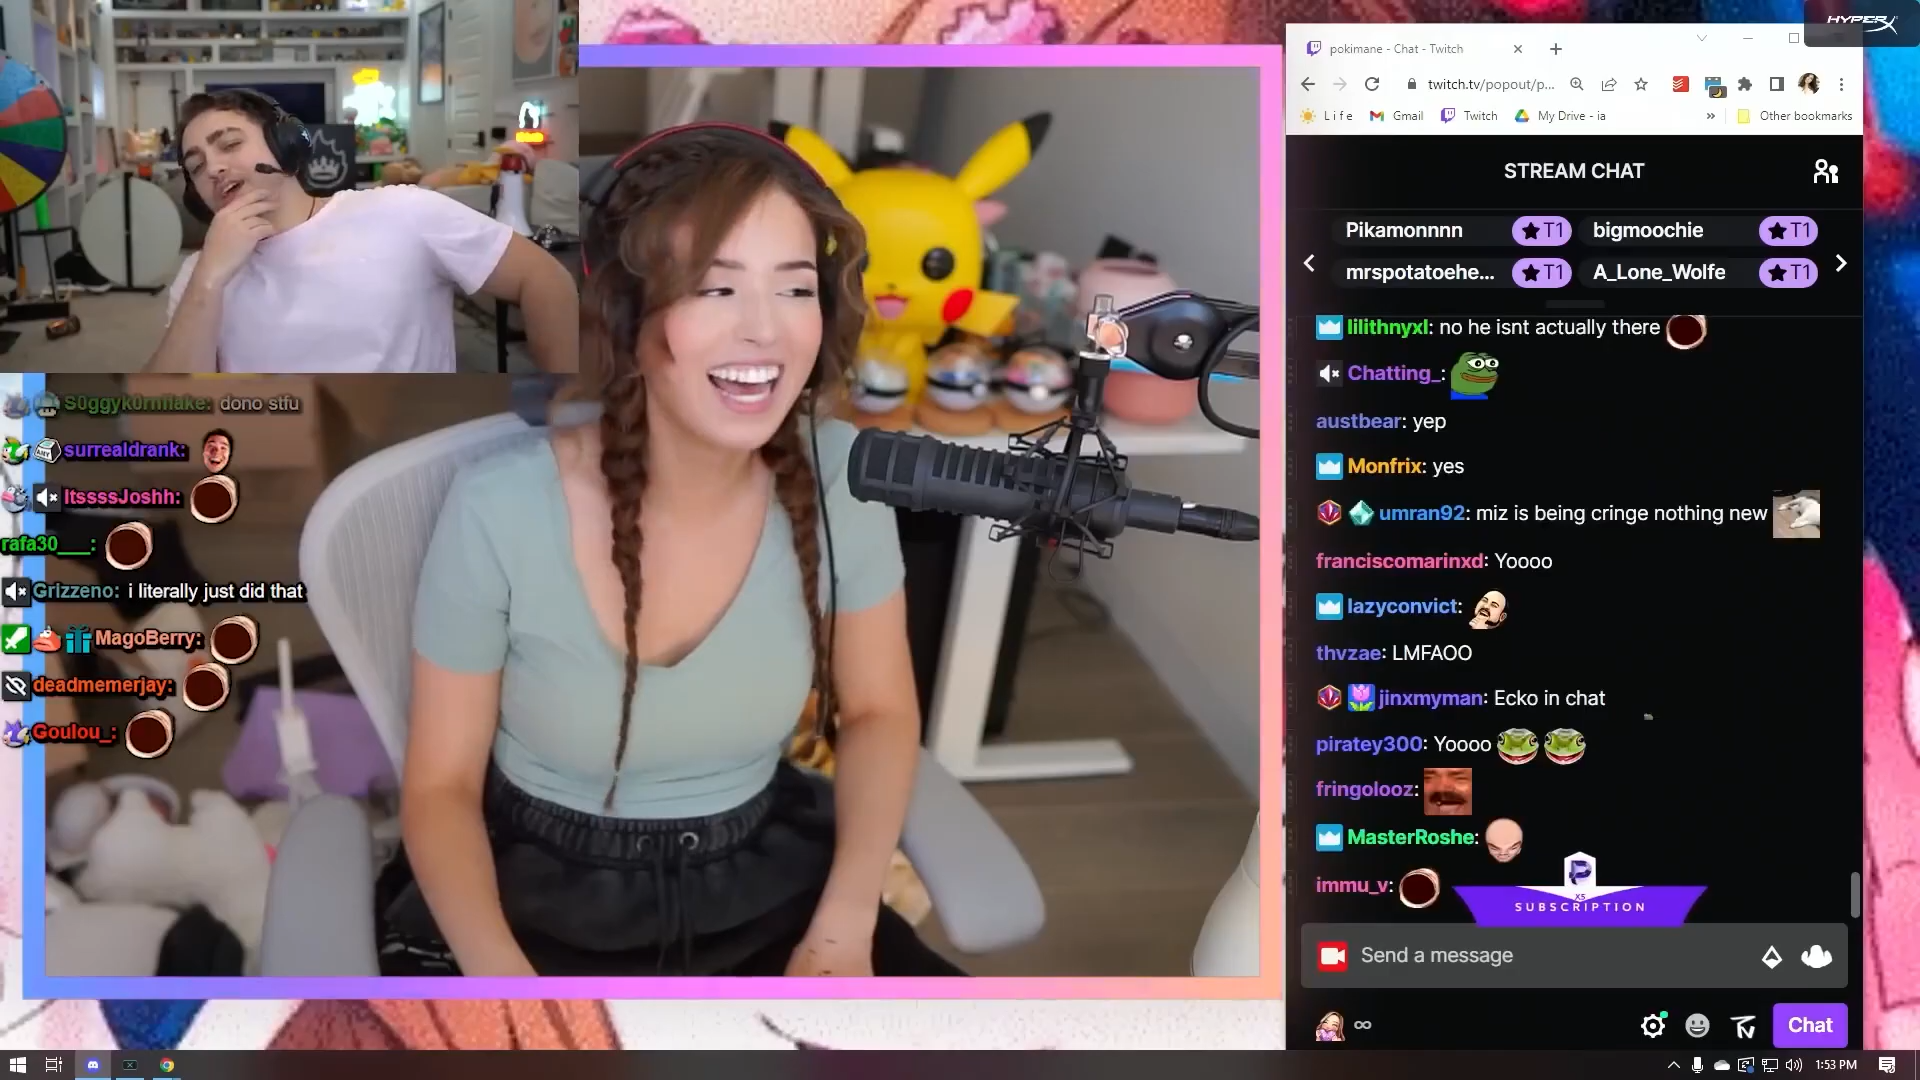 HYPERX
pokimane - Chat - Twitch
twitch.tv/popout/p...
Life
Gmail
Twitch
My Drive - ia
»
Other bookmarks
STREAM CHAT
Pikamonnnn T1 bigmoochie T1
mrspotatoehe... T1 A_Lone_Wolfe T1
lilithnyxl: no he isnt actually there
Chatting_:
austbear: yep
Monfrix: yes
umran92: miz is being cringe nothing new
franciscomarinxd: Yoooo
lazyconvict:
thvzae: LMFAOO
jinxmyman: Ecko in chat
piratey300: Yoooo
fringolooz:
MasterRoshe:
immu_v:
SUBSCRIPTION
Send a message
Chat
S0ggyk0rnflake: dono stfu
surrealdrank:
ItssssJoshh:
rafa30___:
Grizzeno: i literally just did that
MagoBerry:
deadmemerjay:
Goulou_:
1:53 PM